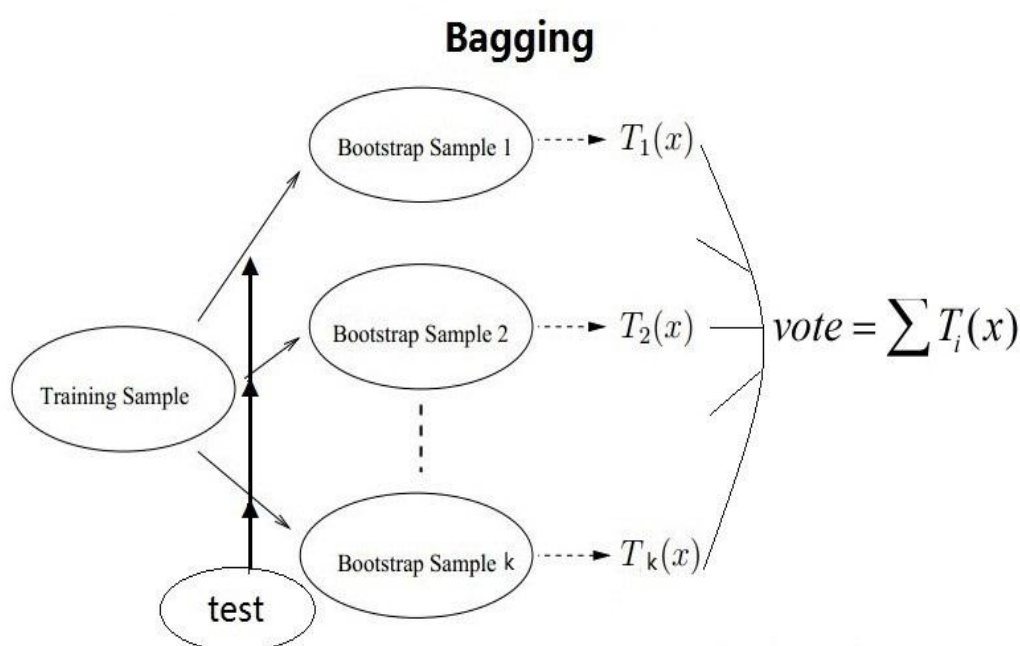 Bagging
Bootstrap Sample 1
T₁(x)
Bootstrap Sample 2
T₂(x)
vote = ∑ Tᵢ(x)
Training Sample
Bootstrap Sample k
Tₖ(x)
test